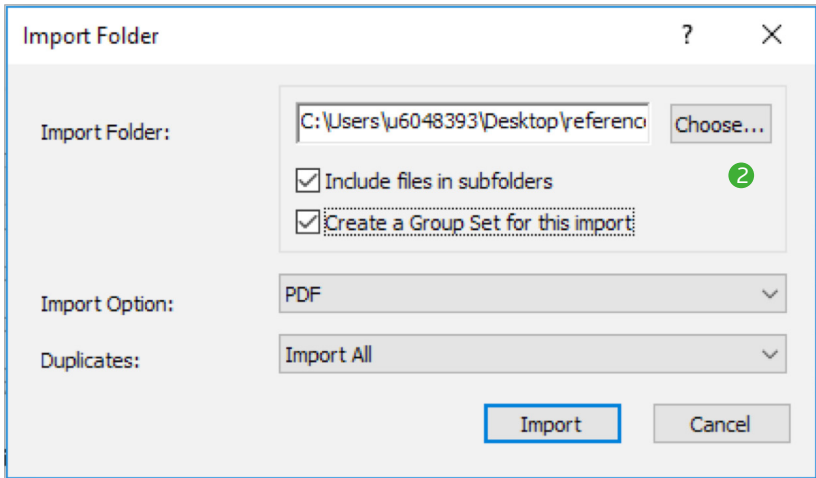 Import Folder ? ×
Import Folder: C:\Users\u6048393\Desktop\referenc Choose...
Include files in subfolders 2
Create a Group Set for this import
Import Option: PDF
Duplicates: Import All
Import Cancel